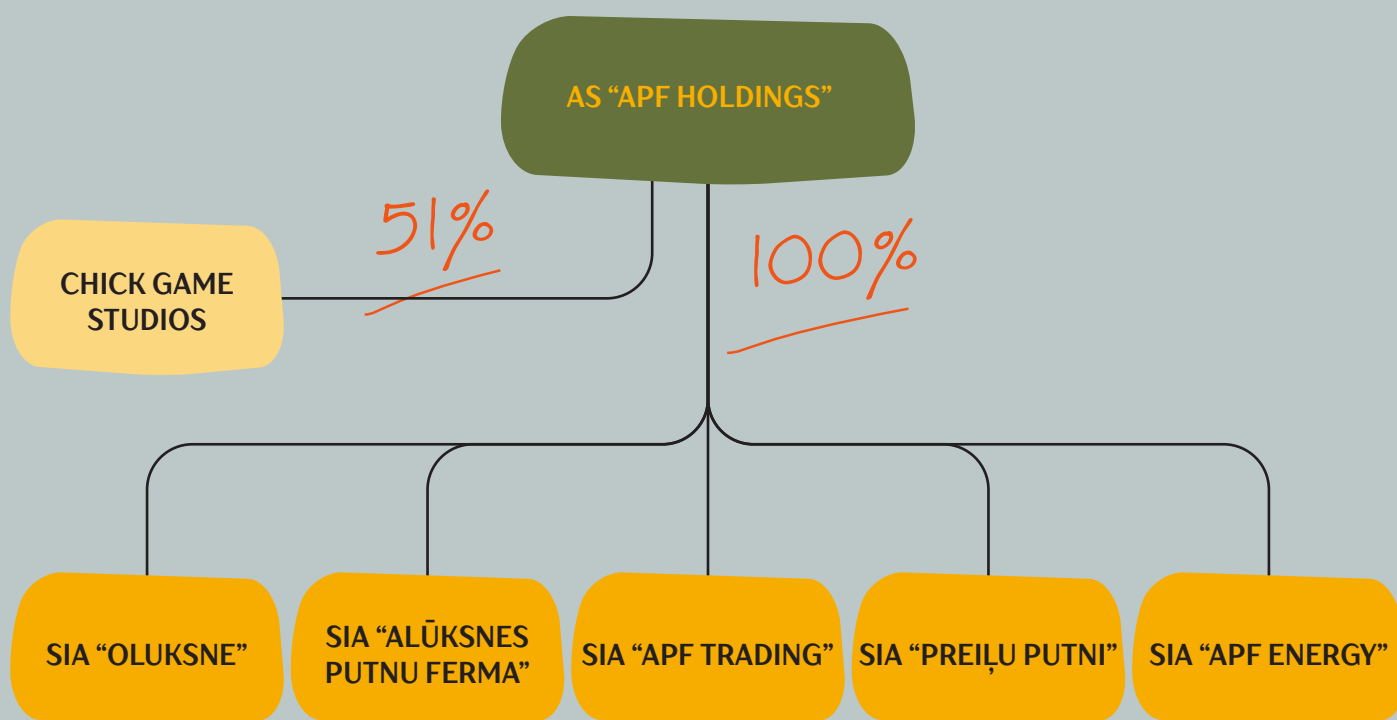 AS “APF HOLDINGS”
51%
100%
CHICK GAME
STUDIOS
SIA “OLUKSNE”
SIA “ALŪKSNES
PUTNU FERMA”
SIA “APF TRADING”
SIA “PREIĻU PUTNI”
SIA “APF ENERGY”